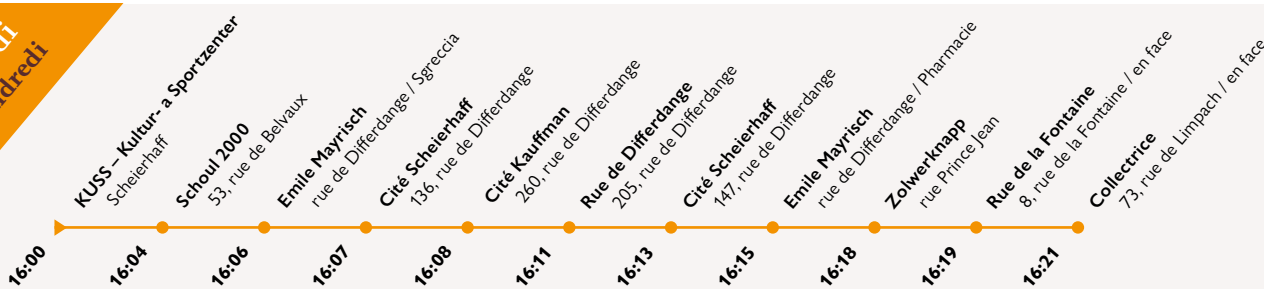 di
dredi
KUSS – Kultur- a Sportzenter
Scheierhaff
Schoul 2000
53, rue de Belvaux
Emile Mayrisch
rue de Differdange / Sgreccia
Cité Scheierhaff
136, rue de Differdange
Cité Kauffman
260, rue de Differdange
Rue de Differdange
205, rue de Differdange
Cité Scheierhaff
147, rue de Differdange
Emile Mayrisch
rue de Differdange / Pharmacie
Zolwerknapp
rue Prince Jean
Rue de la Fontaine
8, rue de la Fontaine / en face
Collectrice
73, rue de Limpach / en face
16:00
16:04
16:06
16:07
16:08
16:11
16:13
16:15
16:18
16:19
16:21